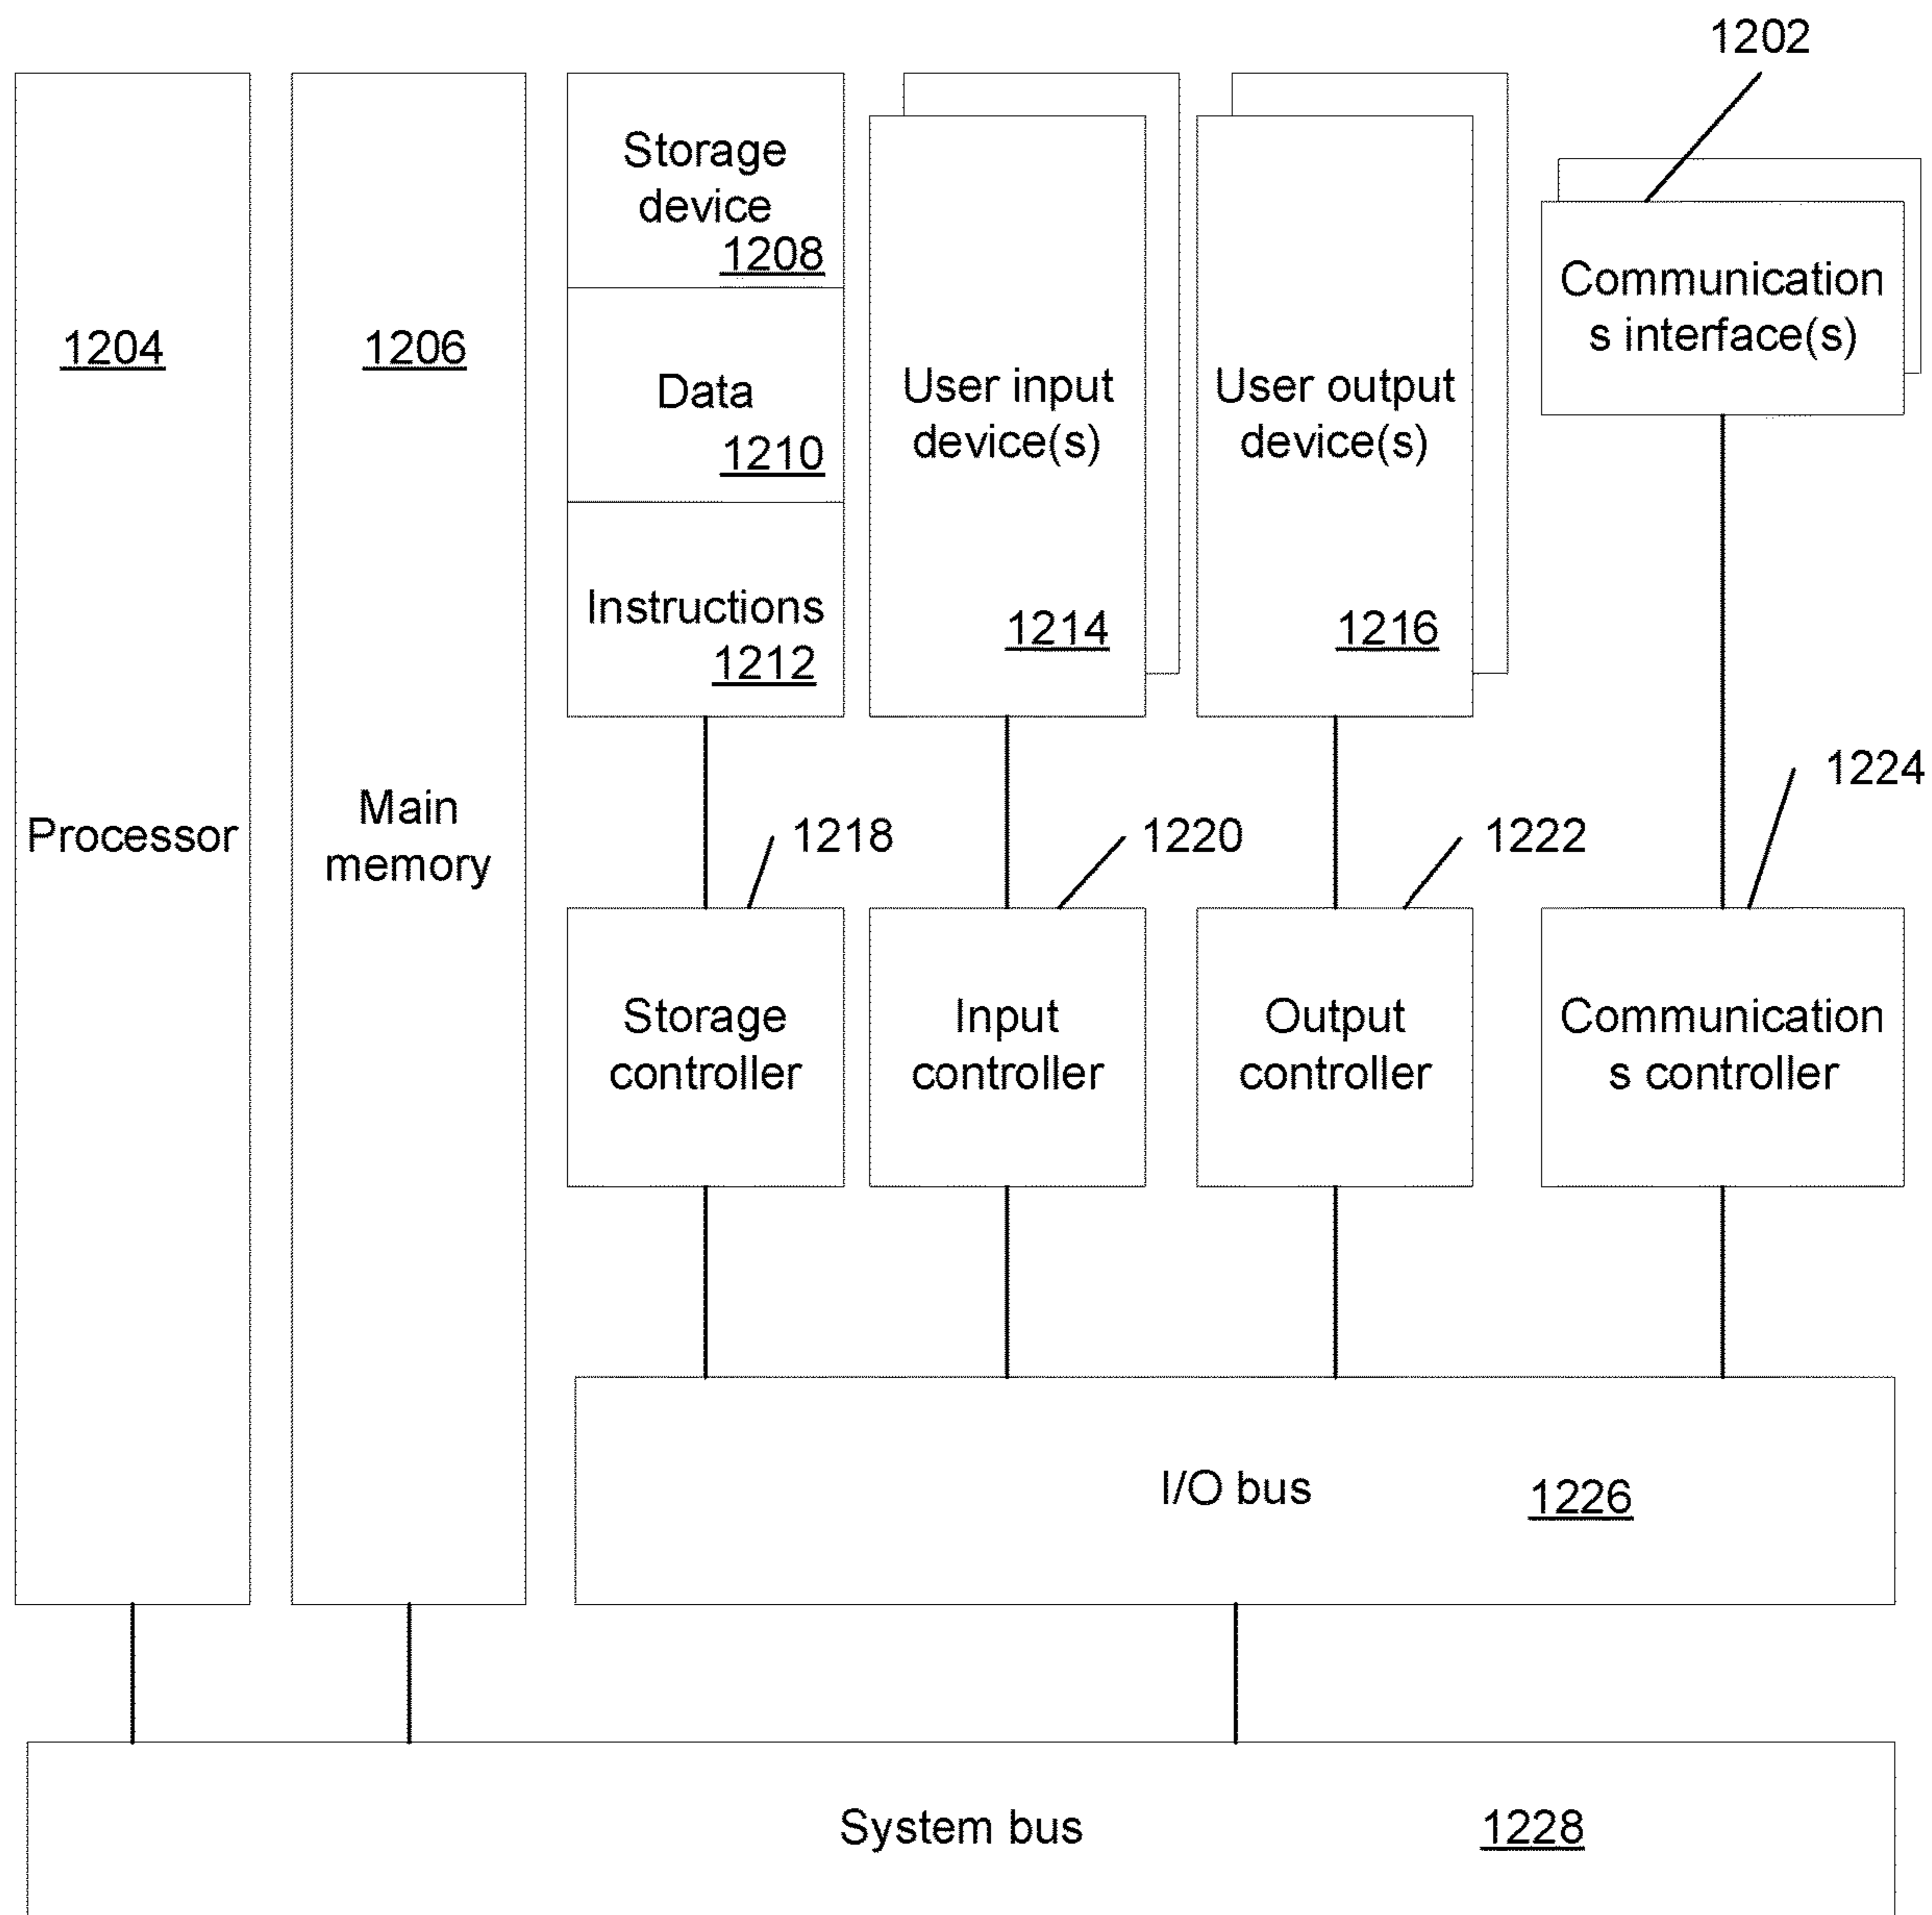 1202
1204
Processor
1206
Main
memory
Storage
device
1208
Data
1210
Instructions
1212
User input
device(s)
1214
User output
device(s)
1216
Communication
s interface(s)
1218
1220
1222
1224
Storage
controller
Input
controller
Output
controller
Communication
s controller
I/O bus
1226
System bus
1228